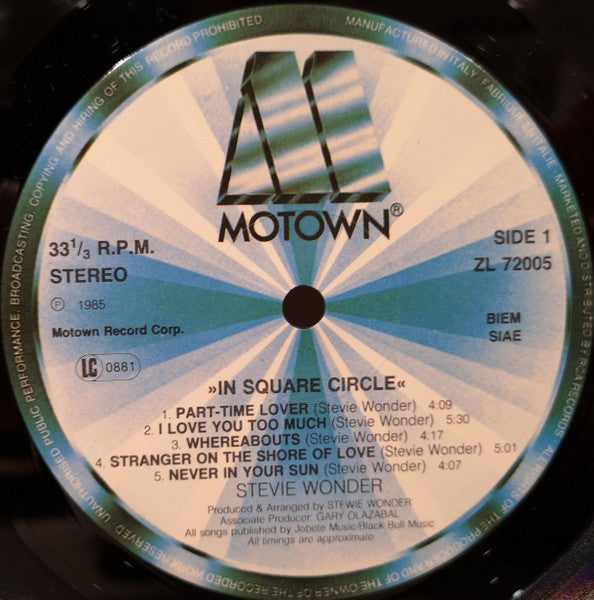 UNAUTHORISED PUBLIC PERFORMANCE, BROADCASTING, COPYING AND HIRING OF THIS RECORD PROHIBITED.
MANUFACTURED IN ITALY. FABRIQUE EN ITALIE. MARKETED AND DISTRIBUTED BY RCA RECORDS
ALL RIGHTS OF THE PRODUCER AND OF THE OWNER OF THE RECORDED WORK RESERVED.
MOTOWN®
33 1/3 R.P.M.
STEREO
SIDE 1
ZL 72005
℗ 1985
Motown Record Corp.
BIEM
SIAE
LC 0881
»IN SQUARE CIRCLE«
1. PART-TIME LOVER (Stevie Wonder) 4:09
2. I LOVE YOU TOO MUCH (Stevie Wonder) 5:30
3. WHEREABOUTS (Stevie Wonder) 4:17
4. STRANGER ON THE SHORE OF LOVE (Stevie Wonder) 5:01
5. NEVER IN YOUR SUN (Stevie Wonder) 4:07
STEVIE WONDER
Produced & Arranged by STEWIE WONDER
Associate Producer: GARY OLAZABAL
All songs published by Jobete Music/Black Bull Music
All timings are approximate